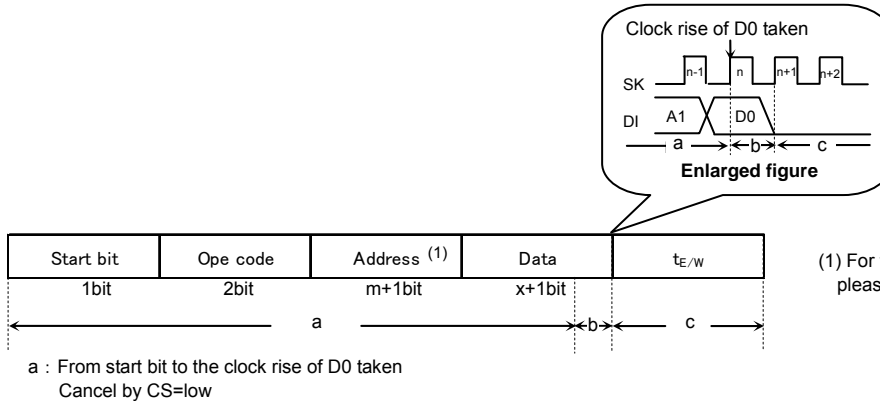 Clock rise of D0 taken
SK
n-1
n
n+1
n+2
DI
A1
D0
a
b
c
Enlarged figure
Start bit
Ope code
Address (1)
Data
tE/W
1bit
2bit
m+1bit
x+1bit
(1) For
pleas
a
b
c
a : From start bit to the clock rise of D0 taken
Cancel by CS=low